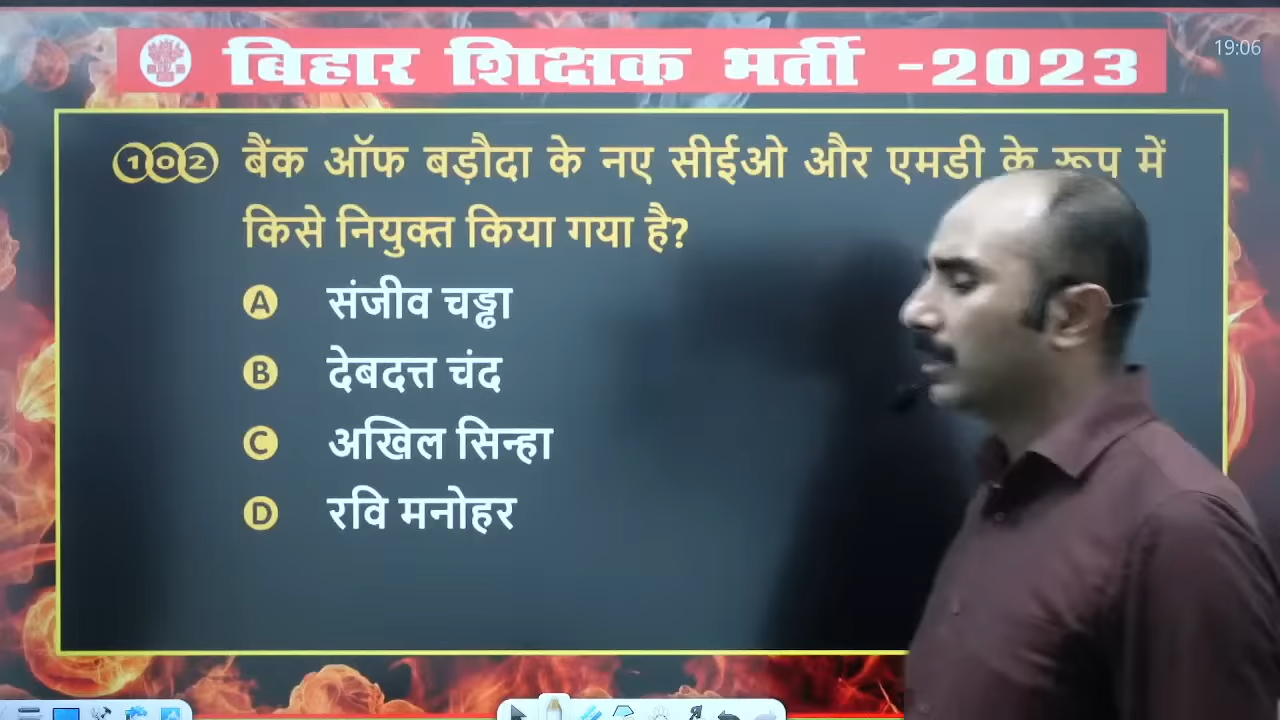 बिहार शिक्षक भर्ती -2023
19:06
102 बैंक ऑफ बड़ौदा के नए सीईओ और एमडी के रूप में
किसे नियुक्त किया गया है?
A संजीव चड्ढा
B देबदत्त चंद
C अखिल सिन्हा
D रवि मनोहर